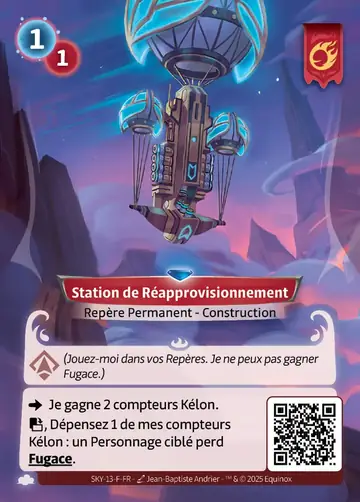 1
1
Station de Réapprovisionnement
Repère Permanent - Construction
(Jouez-moi dans vos Repères. Je ne peux pas gagner
Fugace.)
Je gagne 2 compteurs Kélon.
, Dépensez 1 de mes compteurs
Kélon : un Personnage ciblé perd
Fugace.
SKY-13-F-FR - Jean-Baptiste Andrier - ™ & © 2025 Equinox